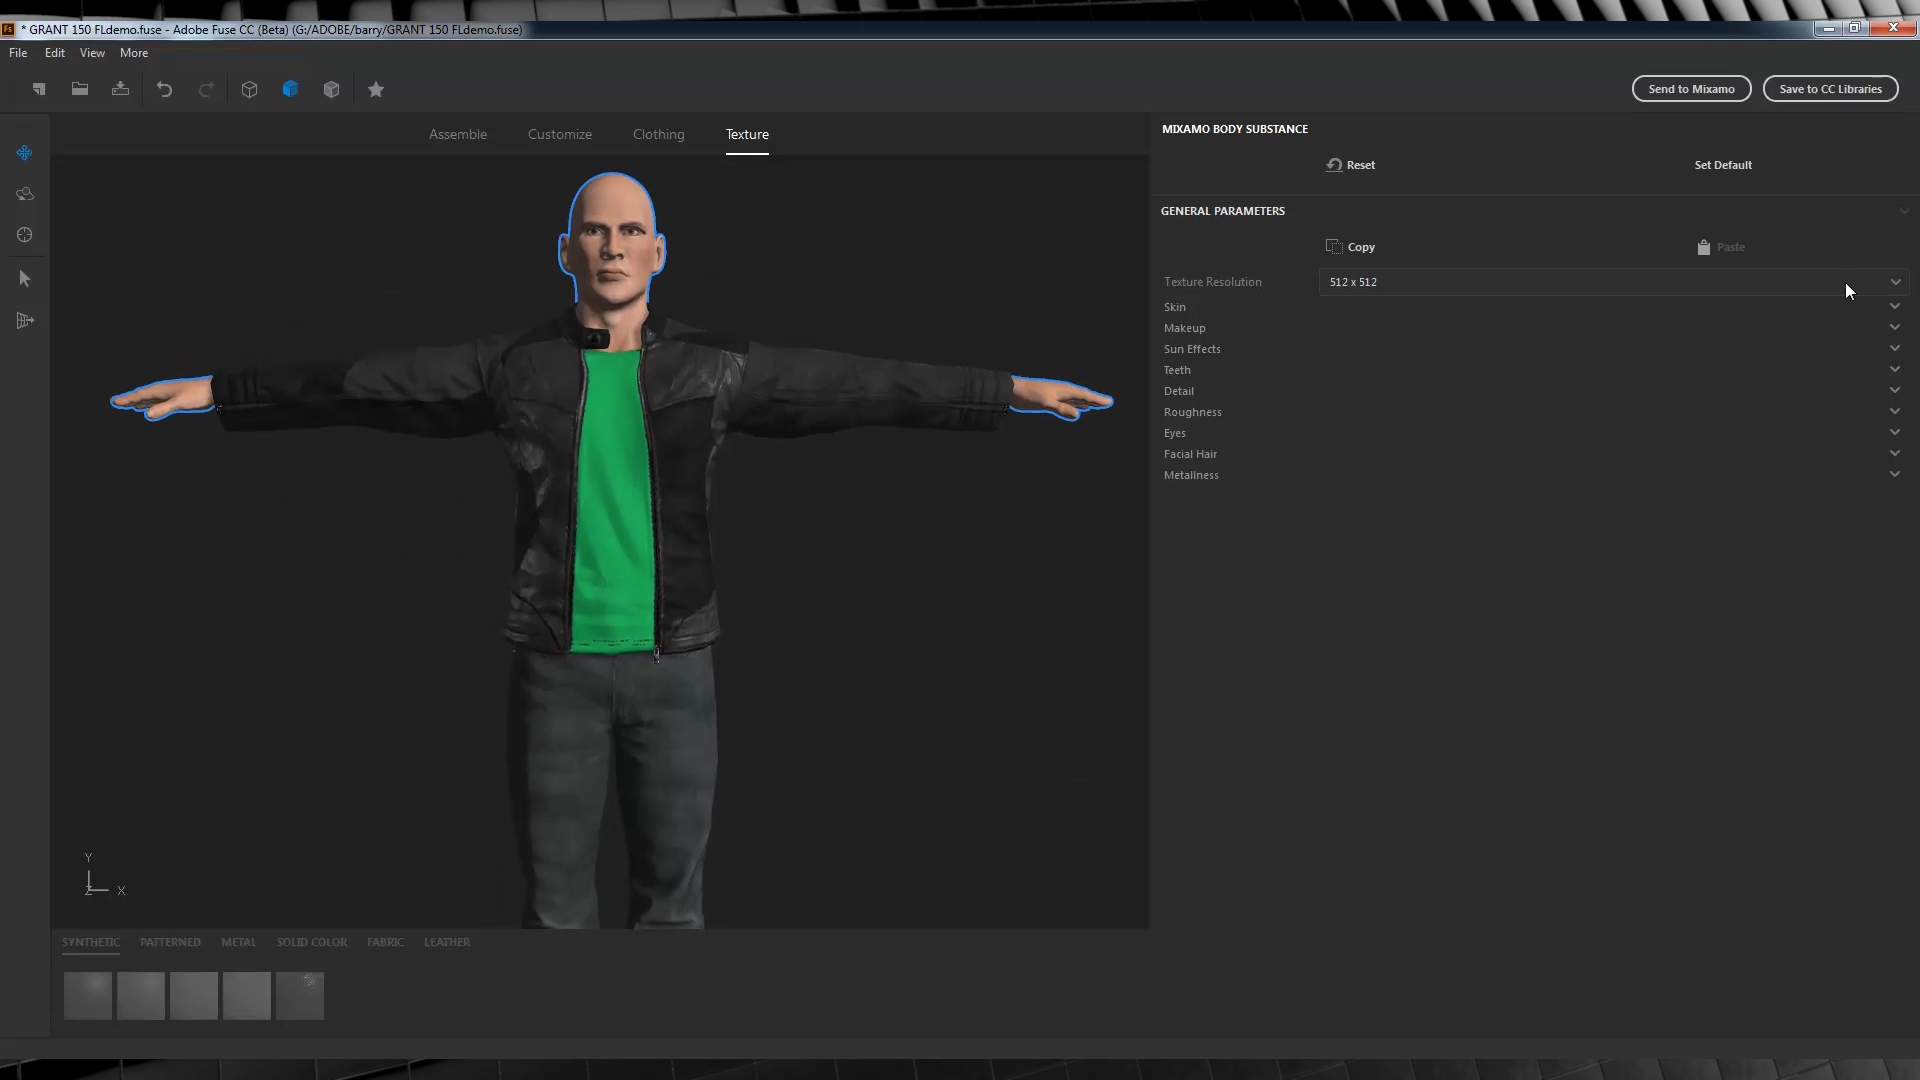 Fs * GRANT 150 FLdemo.fuse - Adobe Fuse CC (Beta) (G:/ADOBE/barry/GRANT 150 FLdemo.fuse)
File Edit View More
Send to Mixamo Save to CC Libraries
Assemble Customize Clothing Texture
MIXAMO BODY SUBSTANCE
Reset Set Default
GENERAL PARAMETERS
Copy Paste
Texture Resolution 512 x 512
Skin
Makeup
Sun Effects
Teeth
Detail
Roughness
Eyes
Facial Hair
Metallness
Y
Z X
SYNTHETIC PATTERNED METAL SOLID COLOR FABRIC LEATHER